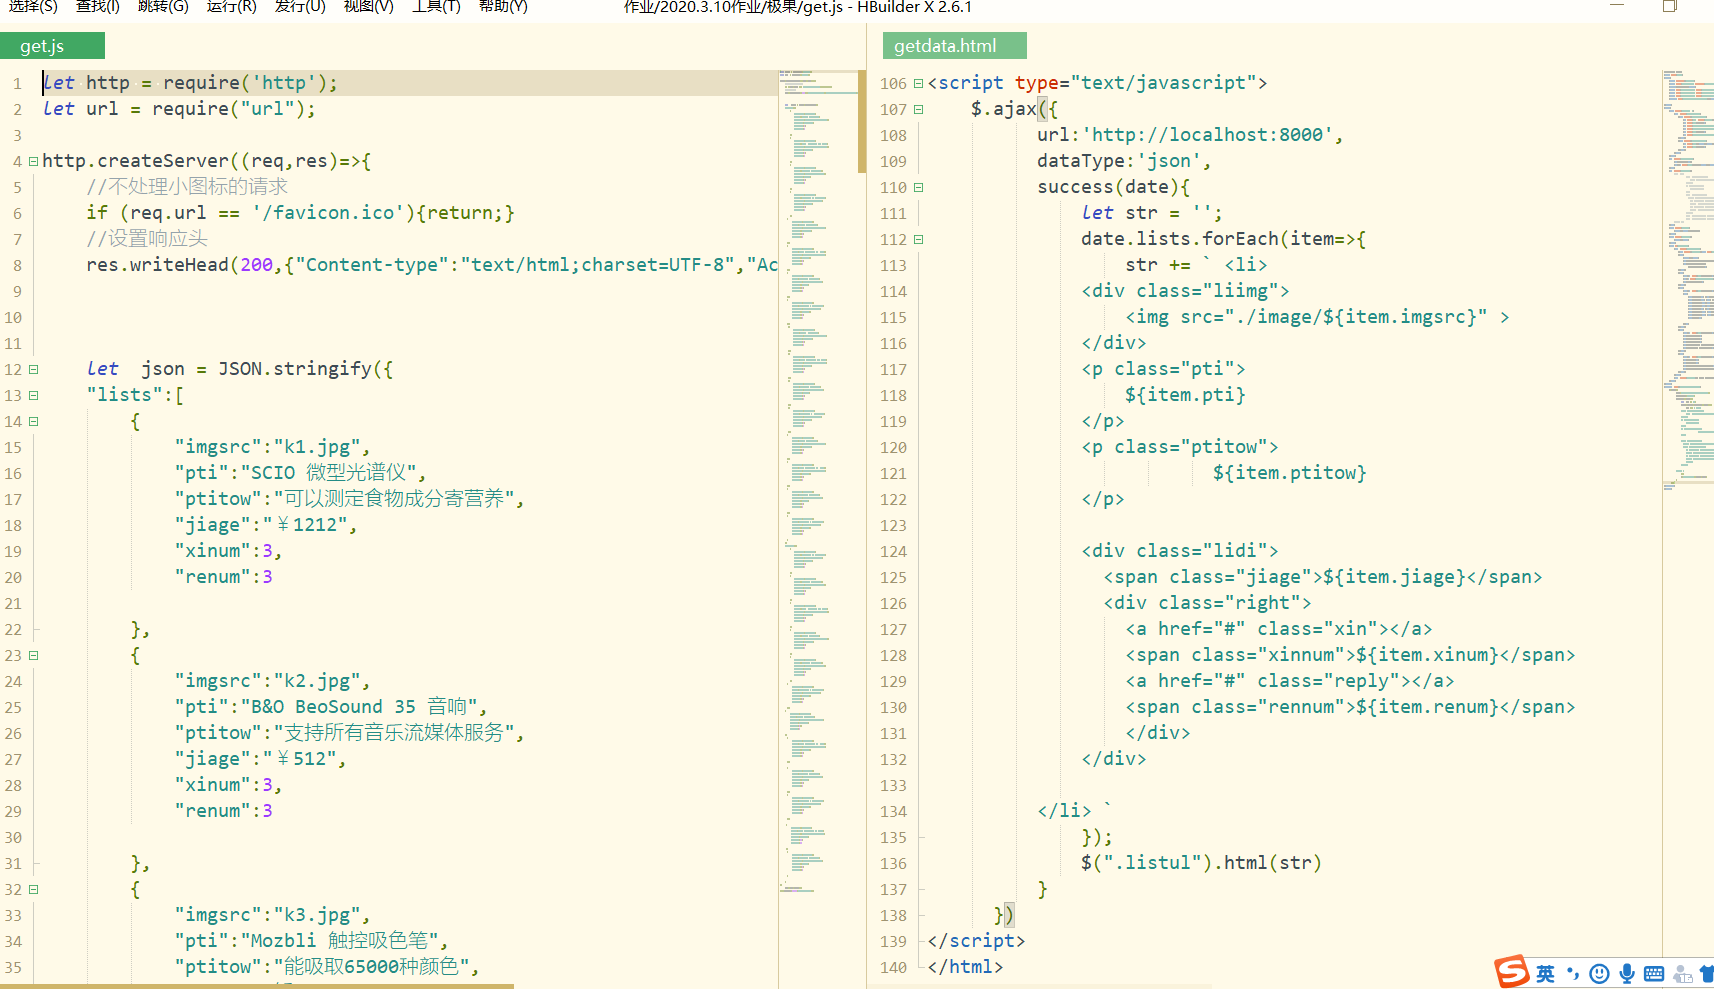 选择(S) 查找(I) 跳转(G) 运行(R) 发行(U) 视图(V) 工具(T) 帮助(Y) 作业/2020.3.10作业/极果/get.js - HBuilder X 2.6.1
get.js
1 let http = require('http');
2 let url = require("url");
3
4 http.createServer((req,res)=>{
5 //不处理小图标的请求
6 if (req.url == '/favicon.ico'){return;}
7 //设置响应头
8 res.writeHead(200,{"Content-type":"text/html;charset=UTF-8","Ac
9
10
11
12 let json = JSON.stringify({
13 "lists":[
14 {
15 "imgsrc":"k1.jpg",
16 "pti":"SCIO 微型光谱仪",
17 "ptitow":"可以测定食物成分寄营养",
18 "jiage":"￥1212",
19 "xinum":3,
20 "renum":3
21
22 },
23 {
24 "imgsrc":"k2.jpg",
25 "pti":"B&O BeoSound 35 音响",
26 "ptitow":"支持所有音乐流媒体服务",
27 "jiage":"￥512",
28 "xinum":3,
29 "renum":3
30
31 },
32 {
33 "imgsrc":"k3.jpg",
34 "pti":"Mozbli 触控吸色笔",
35 "ptitow":"能吸取65000种颜色",
getdata.html
106 <script type="text/javascript">
107 $.ajax({
108 url:'http://localhost:8000',
109 dataType:'json',
110 success(date){
111 let str = '';
112 date.lists.forEach(item=>{
113 str += ` <li>
114 <div class="liimg">
115 <img src="./image/${item.imgsrc}" >
116 </div>
117 <p class="pti">
118 ${item.pti}
119 </p>
120 <p class="ptitow">
121 ${item.ptitow}
122 </p>
123
124 <div class="lidi">
125 <span class="jiage">${item.jiage}</span>
126 <div class="right">
127 <a href="#" class="xin"></a>
128 <span class="xinnum">${item.xinum}</span>
129 <a href="#" class="reply"></a>
130 <span class="rennum">${item.renum}</span>
131 </div>
132 </div>
133
134 </li> `
135 });
136 $(".listul").html(str)
137 }
138 })
139 </script>
140 </html>
英